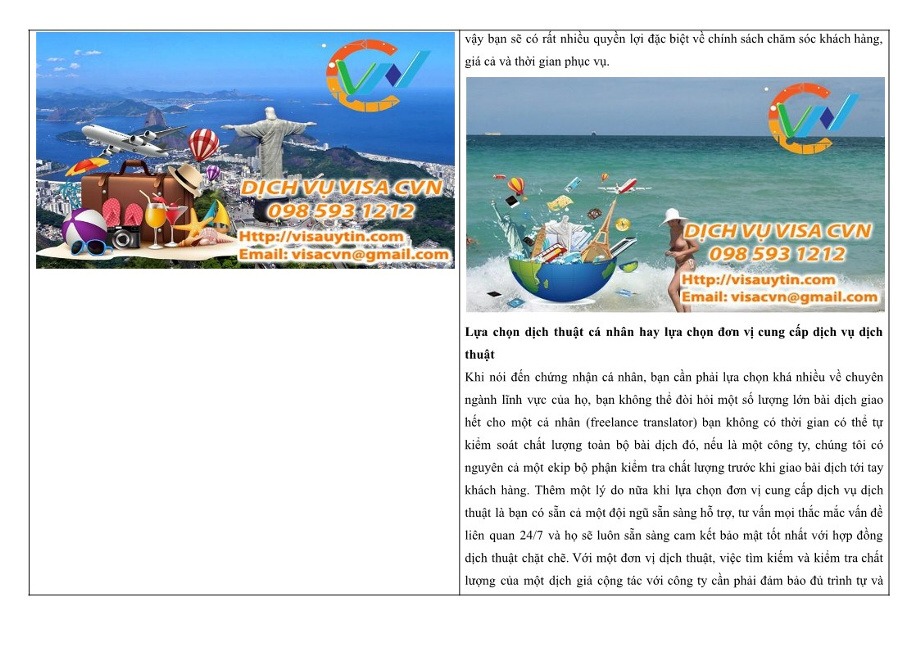 DỊCH VỤ VISA CVN
098 593 1212
Http://visauytin.com
Email: visacvn@gmail.com
vậy bạn sẽ có rất nhiều quyền lợi đặc biệt về chính sách chăm sóc khách hàng,
giá cả và thời gian phục vụ.
CVN
DỊCH VỤ VISA CVN
098 593 1212
Http://visauytin.com
Email: visacvn@gmail.com
Lựa chọn dịch thuật cá nhân hay lựa chọn đơn vị cung cấp dịch vụ dịch
thuật
Khi nói đến chứng nhận cá nhân, bạn cần phải lựa chọn khá nhiều về chuyên
ngành lĩnh vực của họ, bạn không thể đòi hỏi một số lượng lớn bài dịch giao
hết cho một cá nhân (freelance translator) bạn không có thời gian có thể tự
kiểm soát chất lượng toàn bộ bài dịch đó, nếu là một công ty, chúng tôi có
nguyên cả một ekip bộ phận kiểm tra chất lượng trước khi giao bài dịch tới tay
khách hàng. Thêm một lý do nữa khi lựa chọn đơn vị cung cấp dịch vụ dịch
thuật là bạn có sẵn cả một đội ngũ sẵn sàng hỗ trợ, tư vấn mọi thắc mắc vấn đề
liên quan 24/7 và họ sẽ luôn sẵn sàng cam kết bảo mật tốt nhất với hợp đồng
dịch thuật chặt chẽ. Với một đơn vị dịch thuật, việc tìm kiếm và kiểm tra chất
lượng của một dịch giả cộng tác với công ty cần phải đảm bảo đủ trình tự và